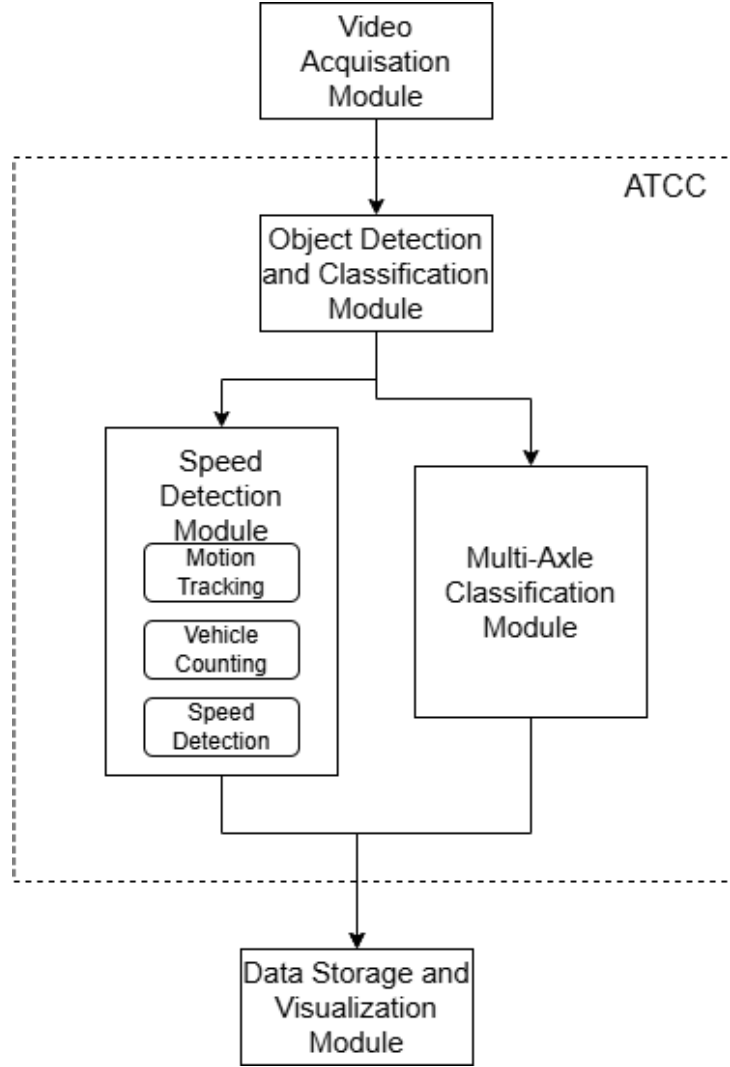 Video
Acquisation
Module
ATCC
Object Detection
and Classification
Module
Speed
Detection
Module
Motion
Tracking
Vehicle
Counting
Speed
Detection
Multi-Axle
Classification
Module
Data Storage and
Visualization
Module